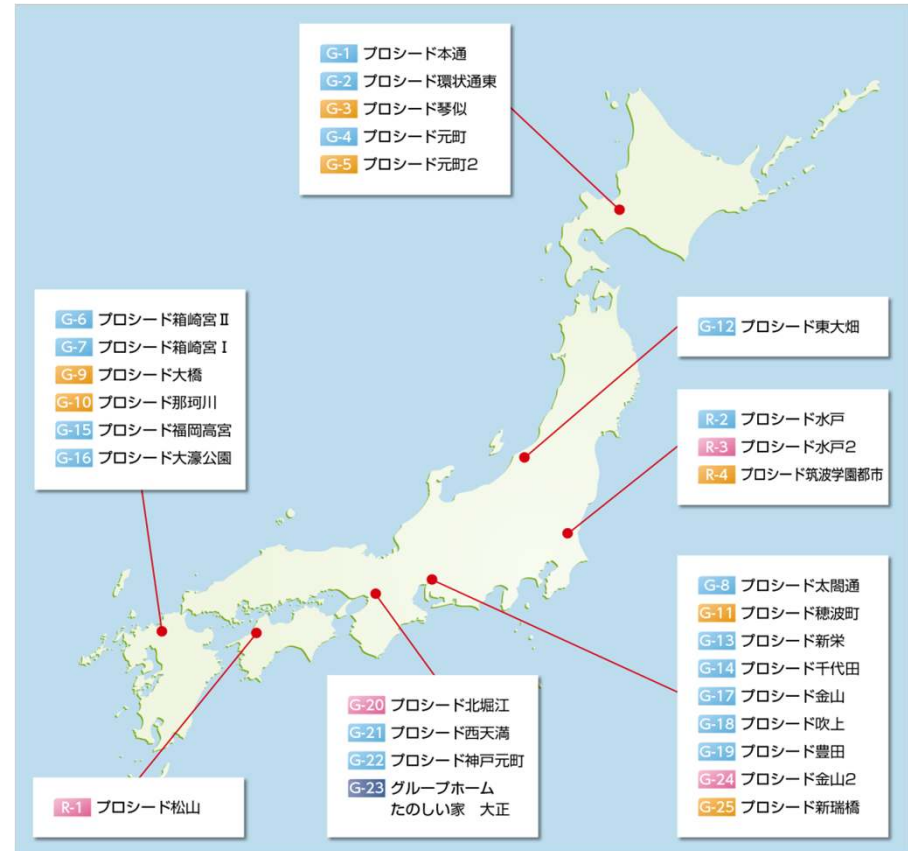 G-1 プロシード本通
G-2 プロシード環状通東
G-3 プロシード琴似
G-4 プロシード元町
G-5 プロシード元町2
G-6 プロシード箱崎宮Ⅱ
G-7 プロシード箱崎宮Ⅰ
G-9 プロシード大橋
G-10 プロシード那珂川
G-15 プロシード福岡高宮
G-16 プロシード大濠公園
G-12 プロシード東大畑
R-2 プロシード水戸
R-3 プロシード水戸2
R-4 プロシード筑波学園都市
G-8 プロシード太閤通
G-11 プロシード穂波町
G-13 プロシード新栄
G-14 プロシード千代田
G-17 プロシード金山
G-18 プロシード吹上
G-19 プロシード豊田
G-24 プロシード金山2
G-25 プロシード新瑞橋
G-20 プロシード北堀江
G-21 プロシード西天満
G-22 プロシード神戸元町
G-23 グループホーム
たのしい家　大正
R-1 プロシード松山